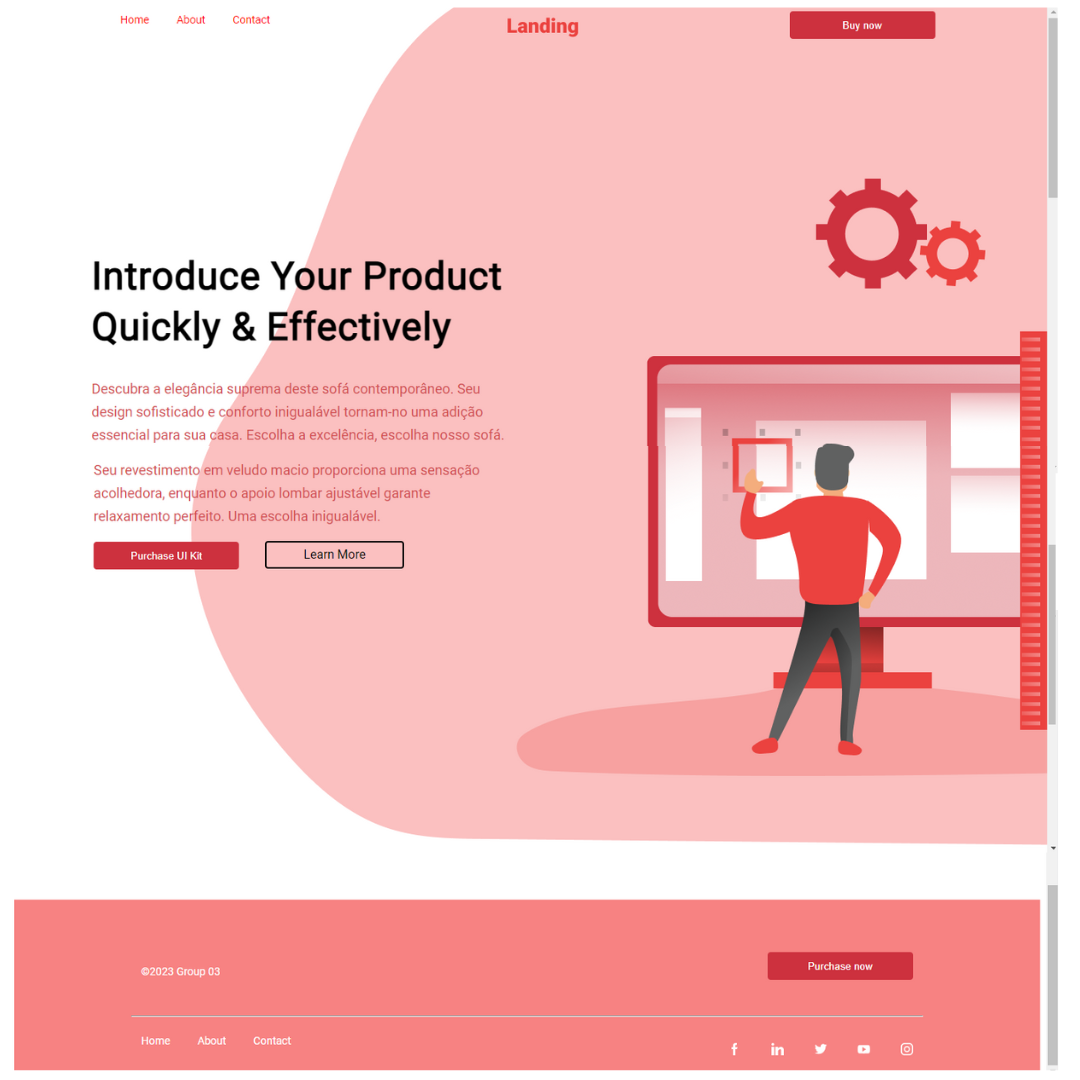 Home About Contact
Landing
Buy now
Introduce Your Product
Quickly & Effectively
Descubra a elegância suprema deste sofá contemporâneo. Seu
design sofisticado e conforto inigualável tornam-no uma adição
essencial para sua casa. Escolha a excelência, escolha nosso sofá.
Seu revestimento em veludo macio proporciona uma sensação
acolhedora, enquanto o apoio lombar ajustável garante
relaxamento perfeito. Uma escolha inigualável.
Purchase UI Kit
Learn More
©2023 Group 03
Purchase now
Home About Contact